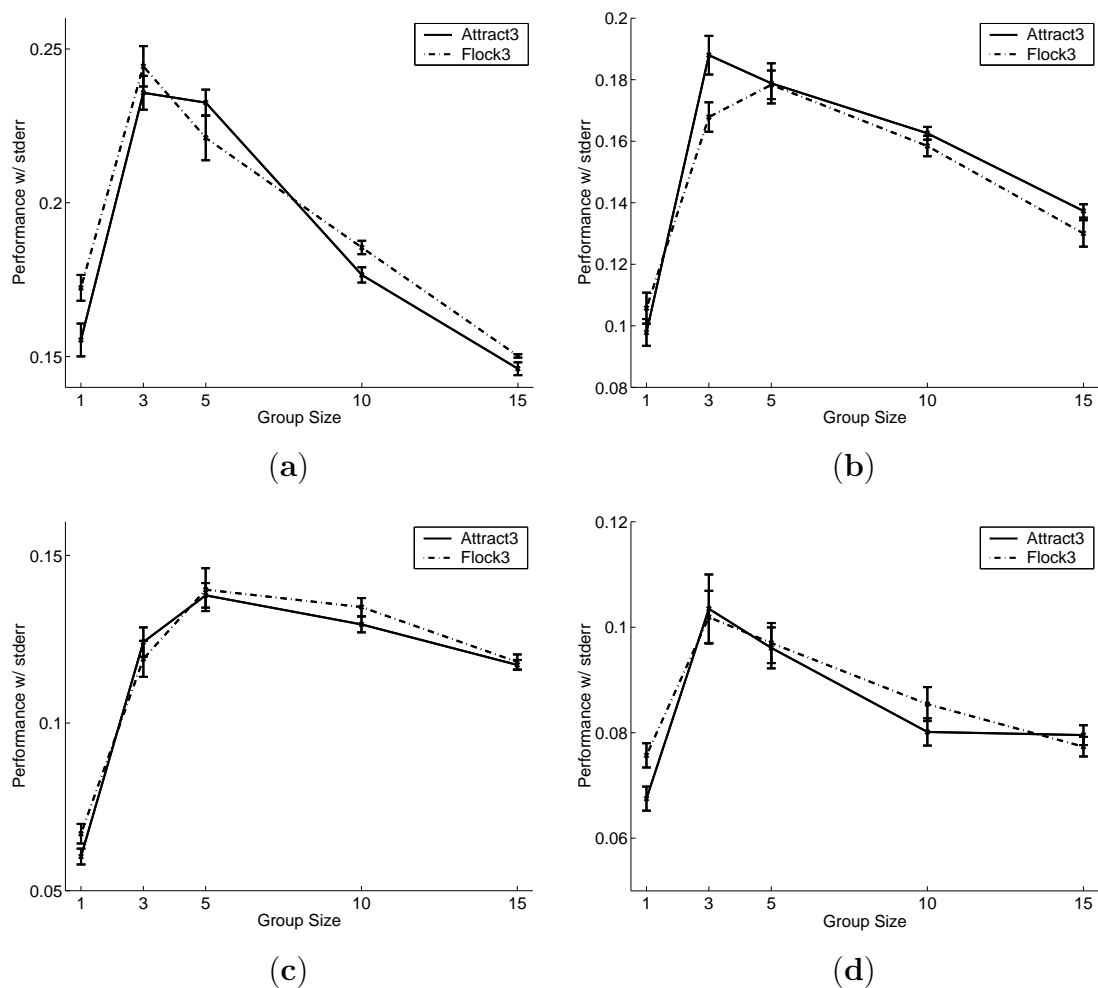 Attract3
Flock3
0.25
0.2
0.15
Performance w/ stderr
1 3 5 10 15
Group Size
(a)
Attract3
Flock3
0.2
0.18
0.16
0.14
0.12
0.1
0.08
Performance w/ stderr
1 3 5 10 15
Group Size
(b)
Attract3
Flock3
0.15
0.1
0.05
Performance w/ stderr
1 3 5 10 15
Group Size
(c)
Attract3
Flock3
0.12
0.1
0.08
0.06
Performance w/ stderr
1 3 5 10 15
Group Size
(d)